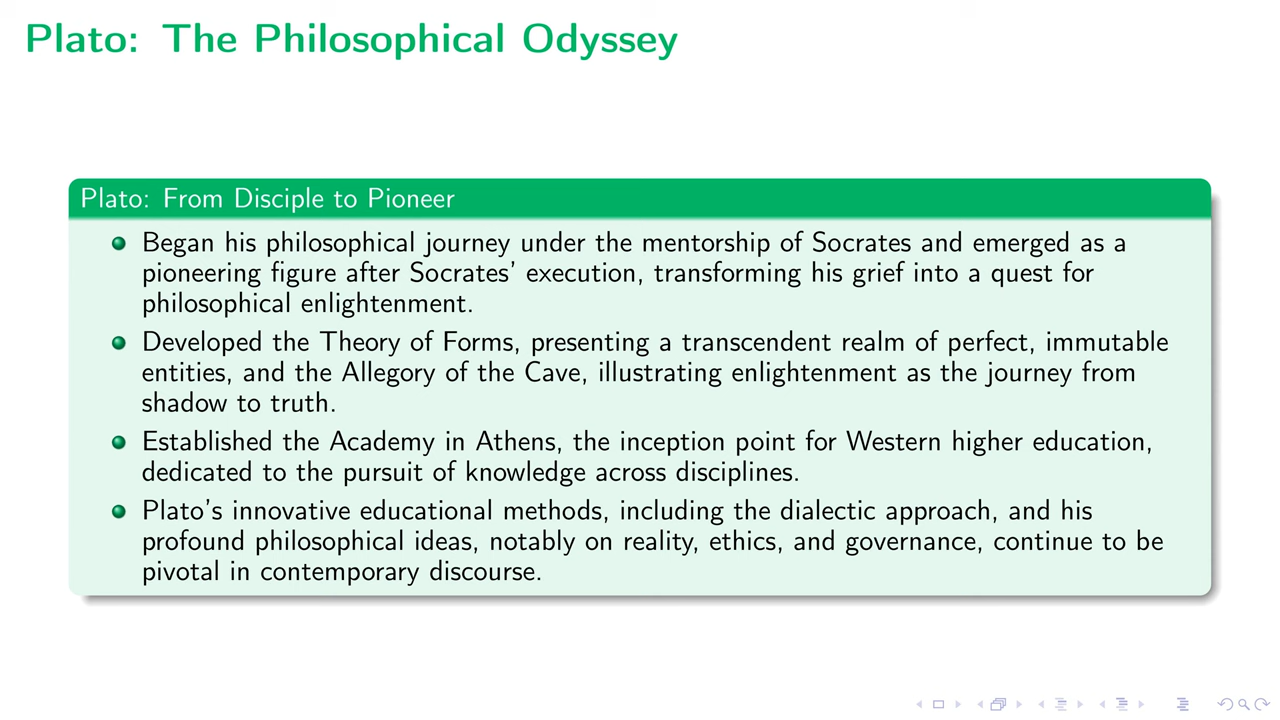 Plato: The Philosophical Odyssey
Plato: From Disciple to Pioneer
Began his philosophical journey under the mentorship of Socrates and emerged as a
pioneering figure after Socrates' execution, transforming his grief into a quest for
philosophical enlightenment.
Developed the Theory of Forms, presenting a transcendent realm of perfect, immutable
entities, and the Allegory of the Cave, illustrating enlightenment as the journey from
shadow to truth.
Established the Academy in Athens, the inception point for Western higher education,
dedicated to the pursuit of knowledge across disciplines.
Plato's innovative educational methods, including the dialectic approach, and his
profound philosophical ideas, notably on reality, ethics, and governance, continue to be
pivotal in contemporary discourse.